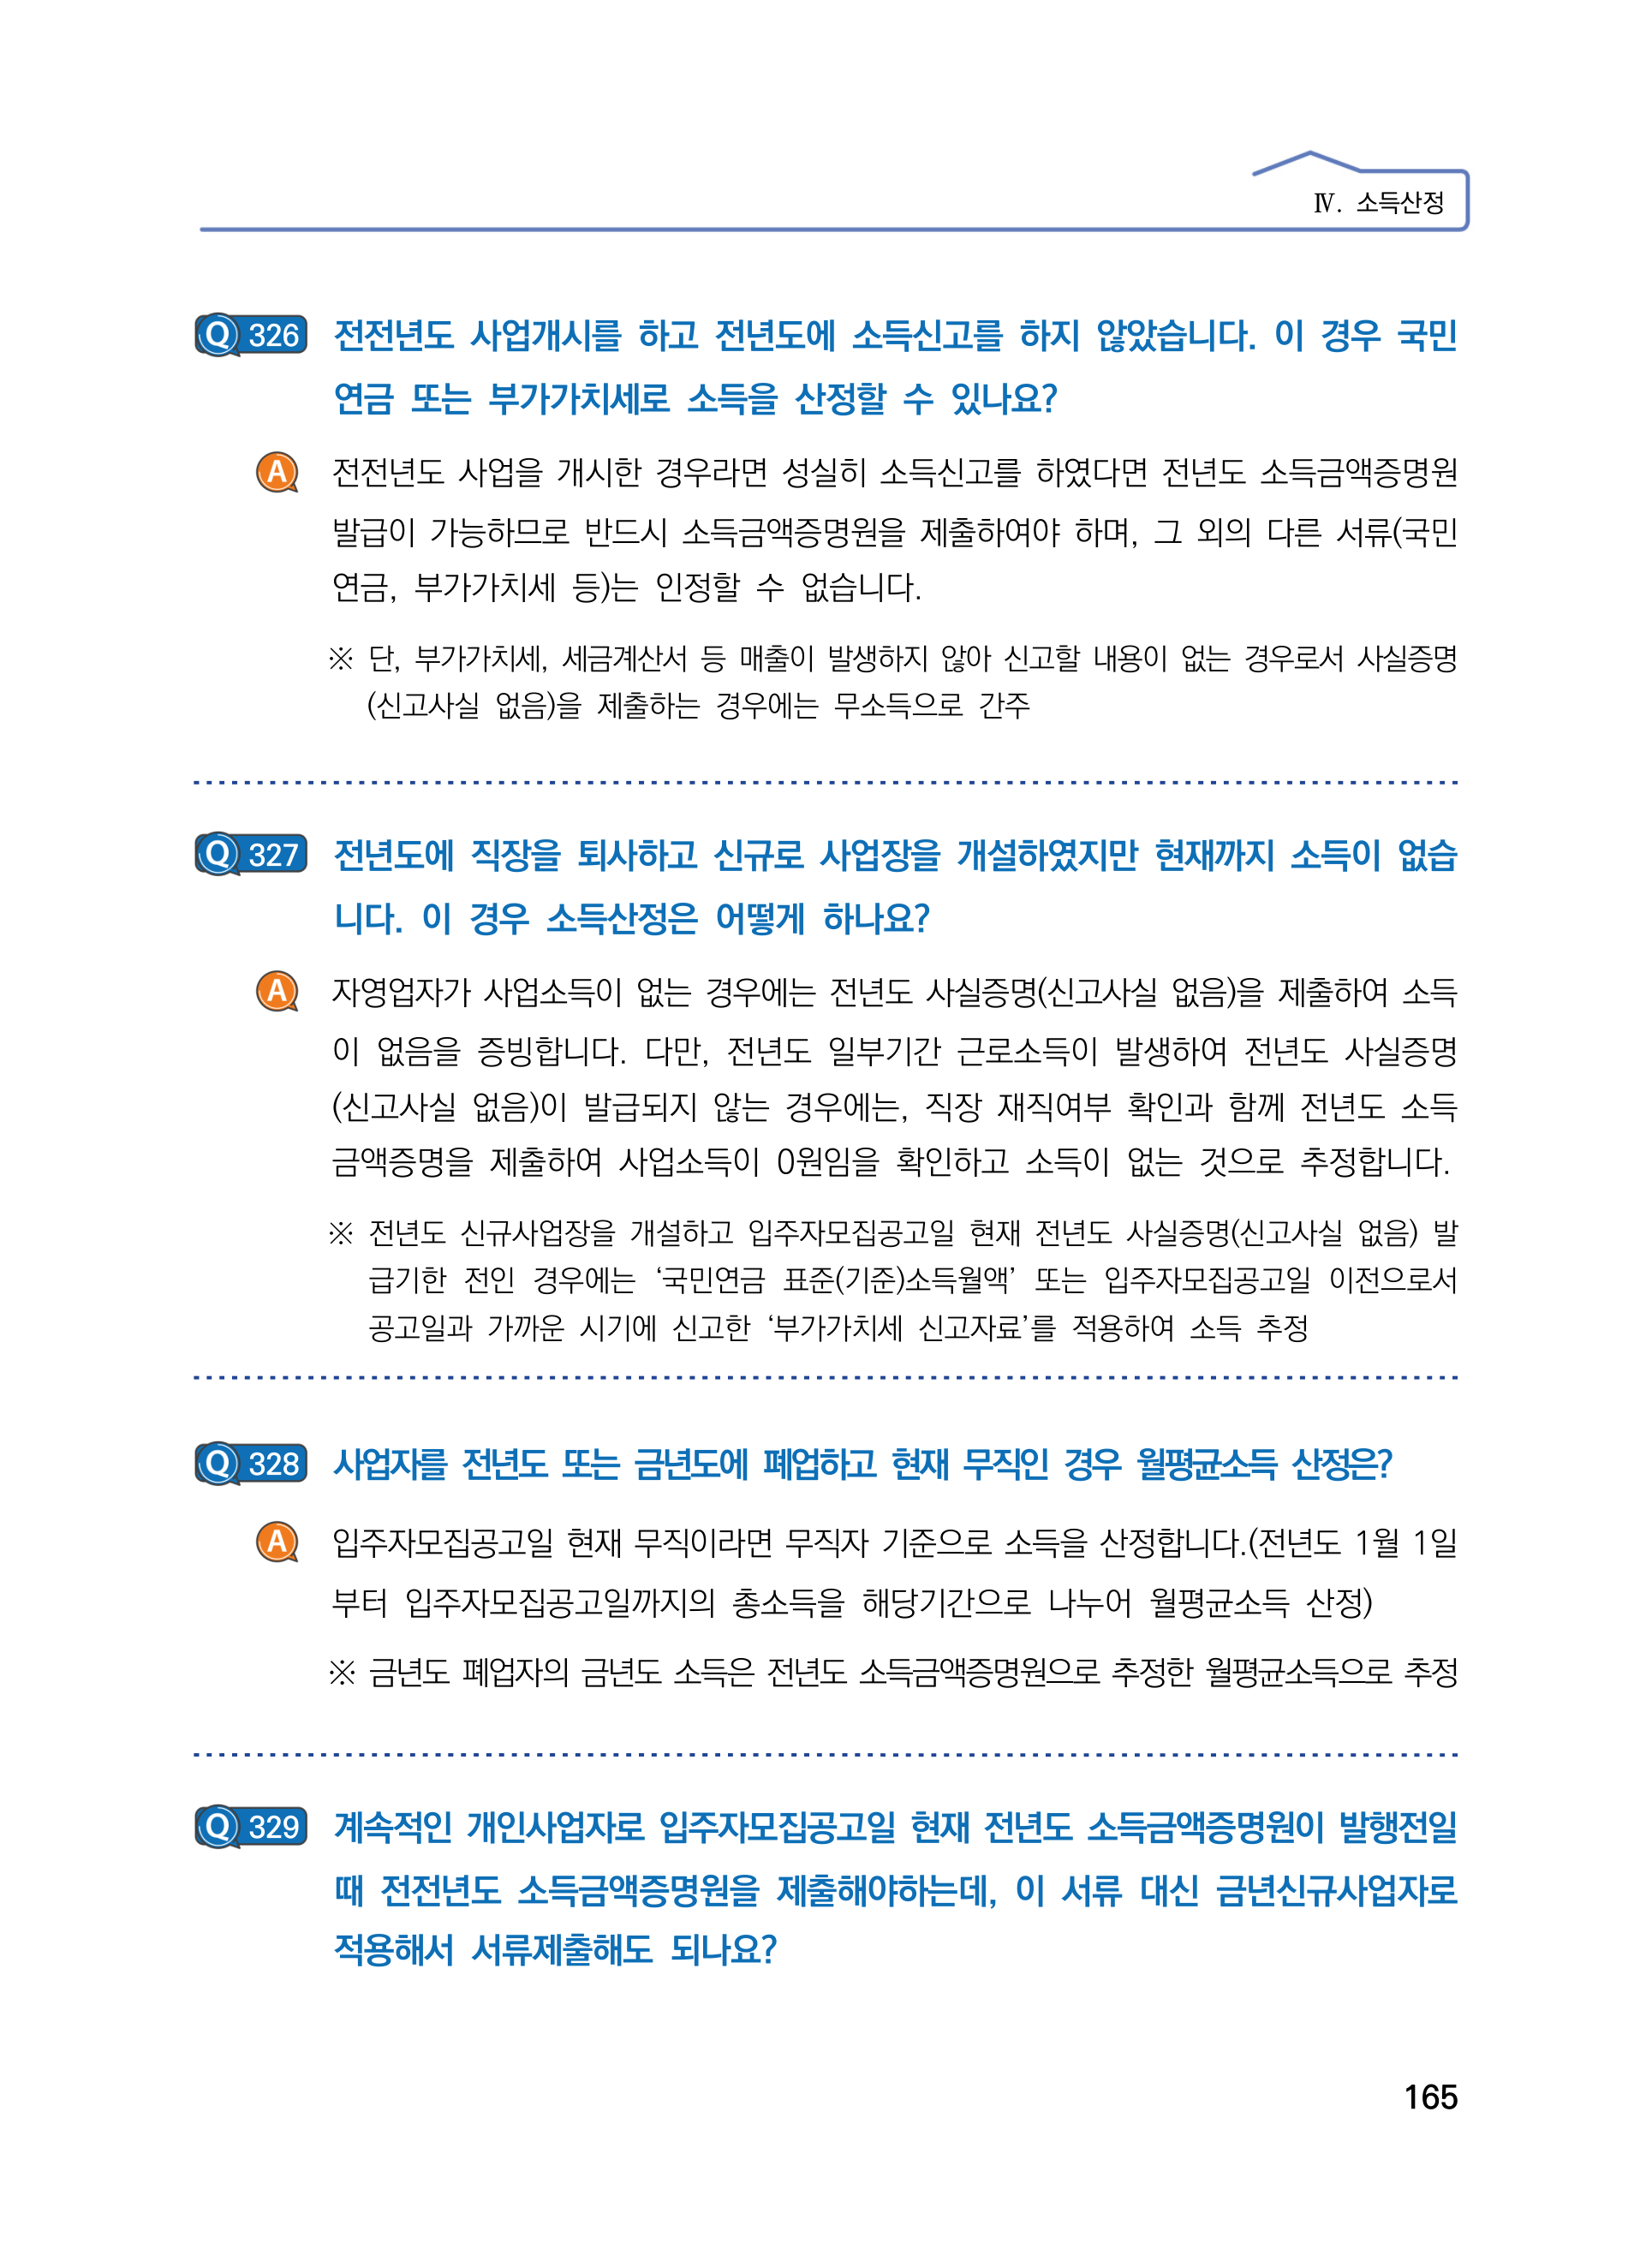 Ⅳ. 소득산정
Q 326 전전년도 사업개시를 하고 전년도에 소득신고를 하지 않았습니다. 이 경우 국민
연금 또는 부가가치세로 소득을 산정할 수 있나요?
A 전전년도 사업을 개시한 경우라면 성실히 소득신고를 하였다면 전년도 소득금액증명원
발급이 가능하므로 반드시 소득금액증명원을 제출하여야 하며, 그 외의 다른 서류(국민
연금, 부가가치세 등)는 인정할 수 없습니다.
※ 단, 부가가치세, 세금계산서 등 매출이 발생하지 않아 신고할 내용이 없는 경우로서 사실증명
(신고사실 없음)을 제출하는 경우에는 무소득으로 간주
Q 327 전년도에 직장을 퇴사하고 신규로 사업장을 개설하였지만 현재까지 소득이 없습
니다. 이 경우 소득산정은 어떻게 하나요?
A 자영업자가 사업소득이 없는 경우에는 전년도 사실증명(신고사실 없음)을 제출하여 소득
이 없음을 증빙합니다. 다만, 전년도 일부기간 근로소득이 발생하여 전년도 사실증명
(신고사실 없음)이 발급되지 않는 경우에는, 직장 재직여부 확인과 함께 전년도 소득
금액증명을 제출하여 사업소득이 0원임을 확인하고 소득이 없는 것으로 추정합니다.
※ 전년도 신규사업장을 개설하고 입주자모집공고일 현재 전년도 사실증명(신고사실 없음) 발
급기한 전인 경우에는 ‘국민연금 표준(기준)소득월액’ 또는 입주자모집공고일 이전으로서
공고일과 가까운 시기에 신고한 ‘부가가치세 신고자료’를 적용하여 소득 추정
Q 328 사업자를 전년도 또는 금년도에 폐업하고 현재 무직인 경우 월평균소득 산정은?
A 입주자모집공고일 현재 무직이라면 무직자 기준으로 소득을 산정합니다.(전년도 1월 1일
부터 입주자모집공고일까지의 총소득을 해당기간으로 나누어 월평균소득 산정)
※ 금년도 폐업자의 금년도 소득은 전년도 소득금액증명원으로 추정한 월평균소득으로 추정
Q 329 계속적인 개인사업자로 입주자모집공고일 현재 전년도 소득금액증명원이 발행전일
때 전전년도 소득금액증명원을 제출해야하는데, 이 서류 대신 금년신규사업자로
적용해서 서류제출해도 되나요?
165